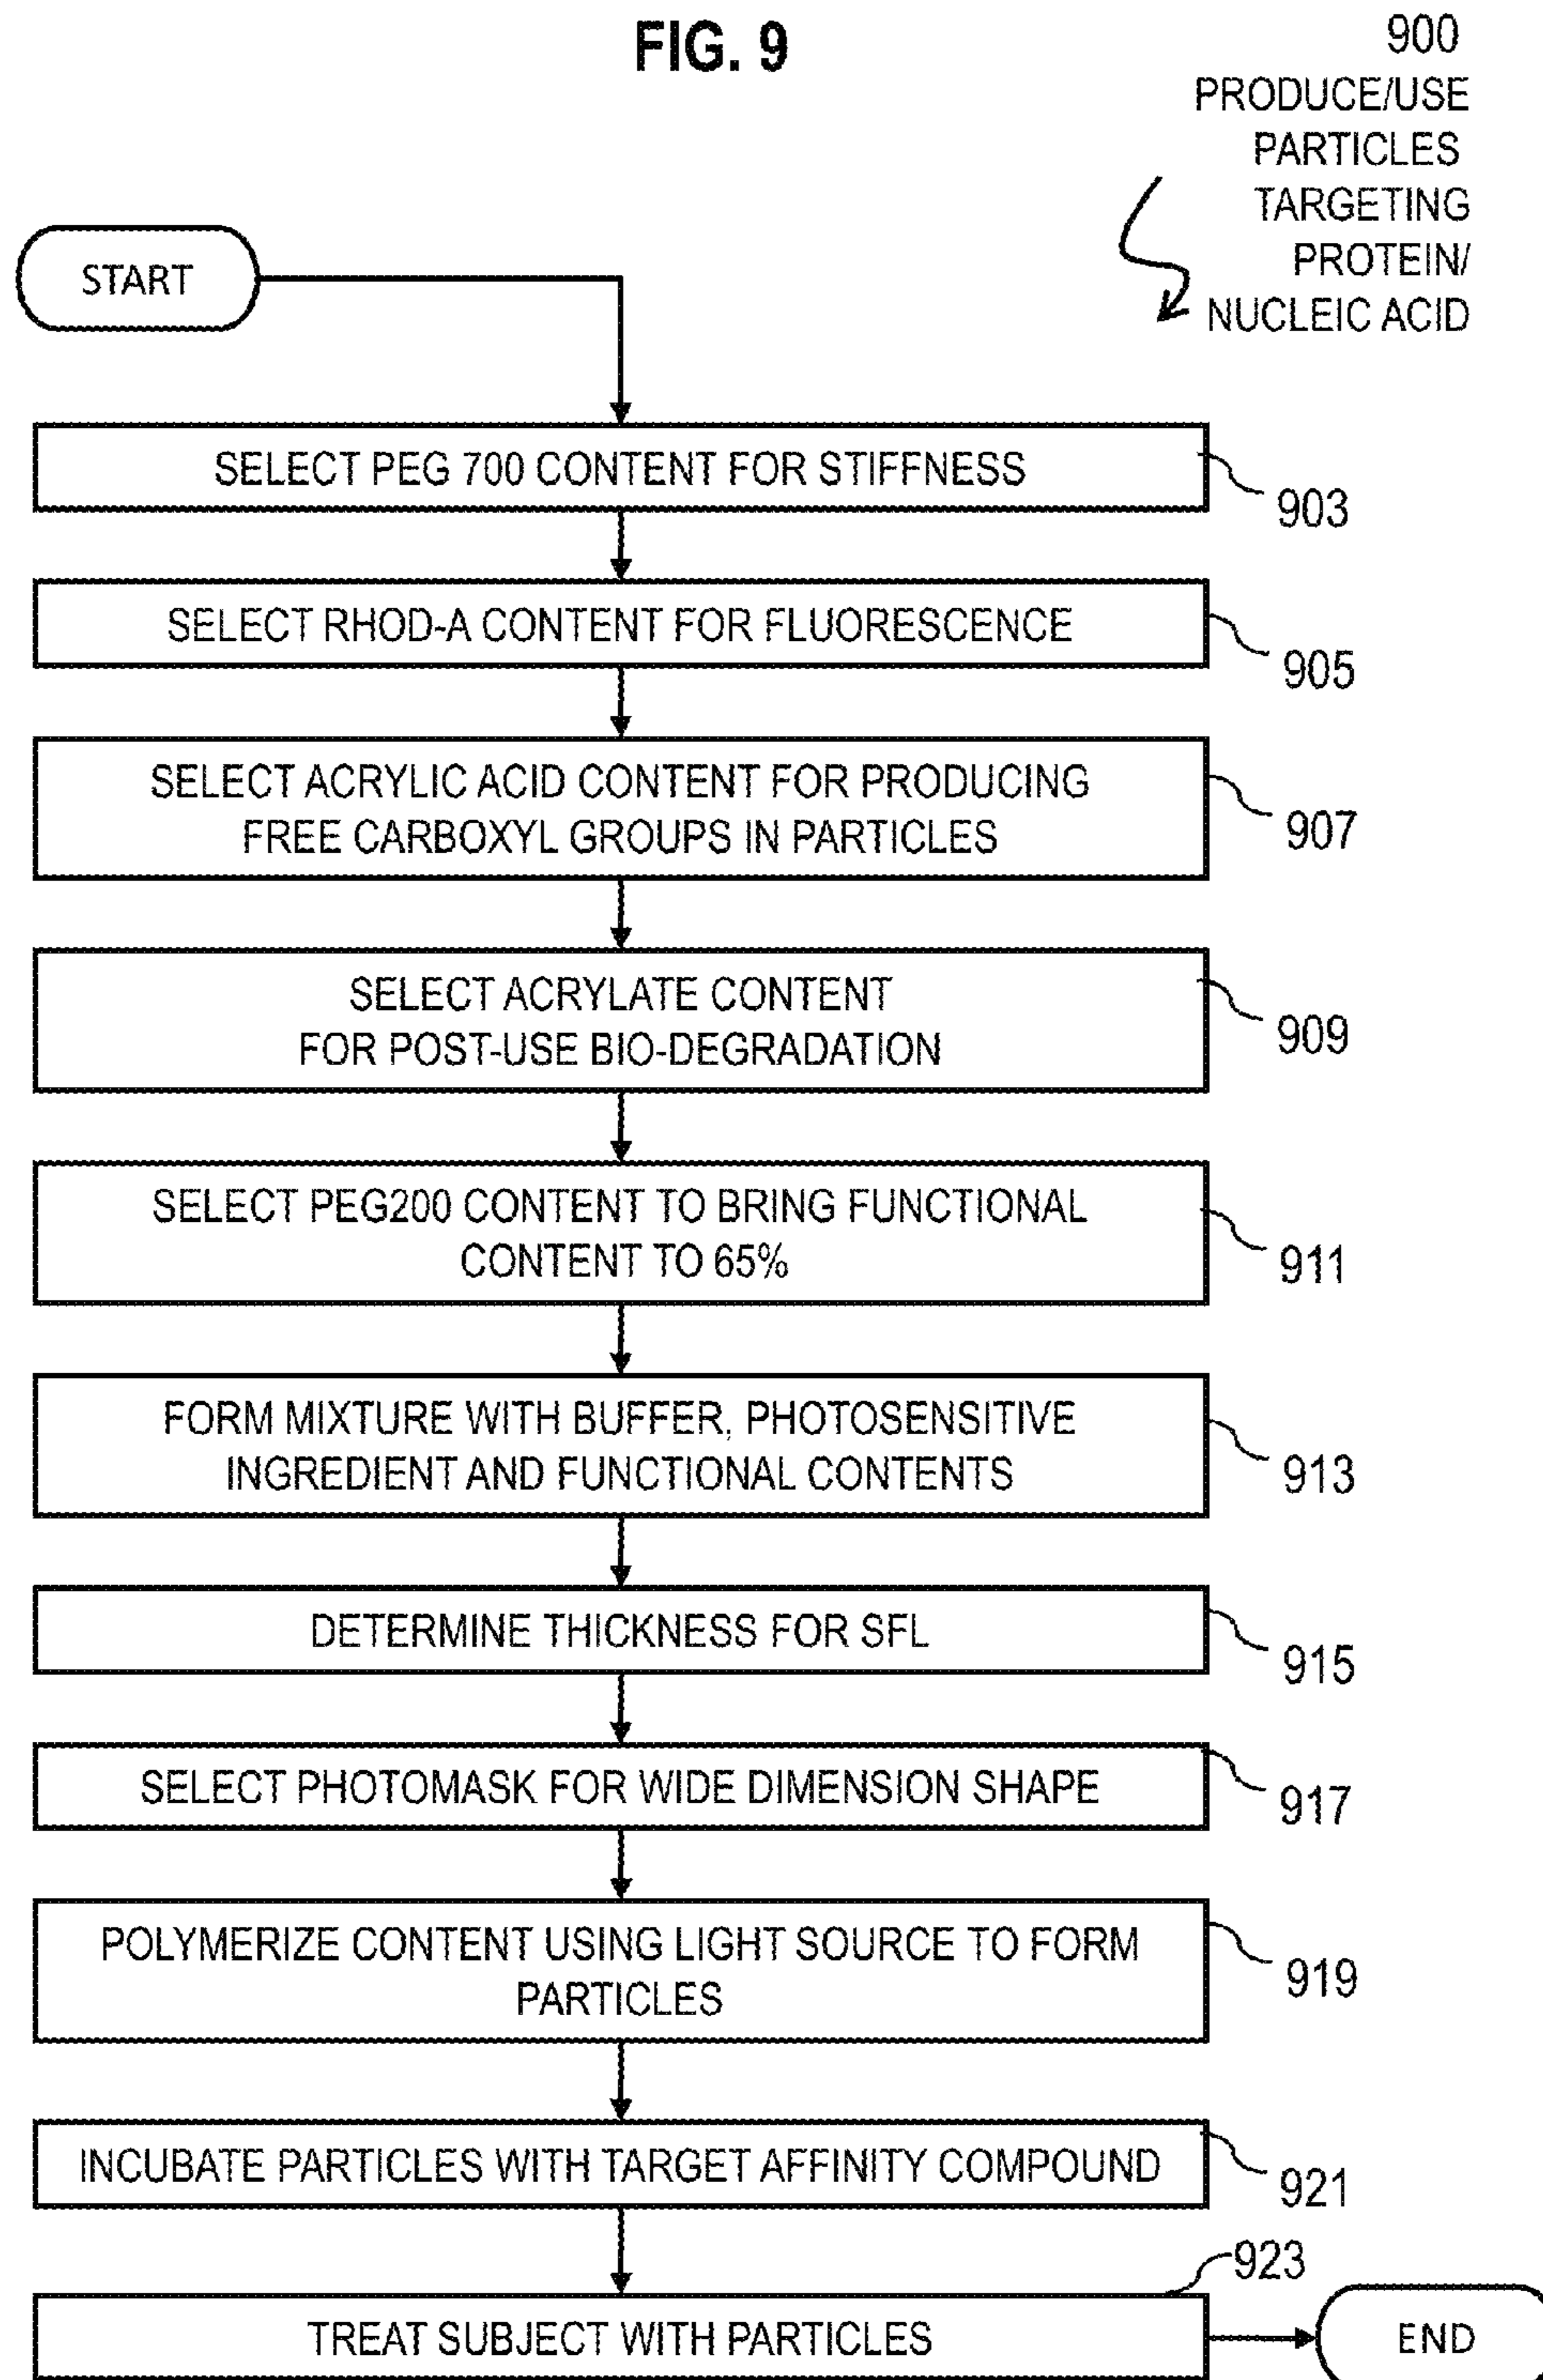 FIG. 9
900
PRODUCE/USE
PARTICLES
TARGETING
PROTEIN/
NUCLEIC ACID
START
SELECT PEG 700 CONTENT FOR STIFFNESS
903
SELECT RHOD-A CONTENT FOR FLUORESCENCE
905
SELECT ACRYLIC ACID CONTENT FOR PRODUCING
FREE CARBOXYL GROUPS IN PARTICLES
907
SELECT ACRYLATE CONTENT
FOR POST-USE BIO-DEGRADATION
909
SELECT PEG200 CONTENT TO BRING FUNCTIONAL
CONTENT TO 65%
911
FORM MIXTURE WITH BUFFER, PHOTOSENSITIVE
INGREDIENT AND FUNCTIONAL CONTENTS
913
DETERMINE THICKNESS FOR SFL
915
SELECT PHOTOMASK FOR WIDE DIMENSION SHAPE
917
POLYMERIZE CONTENT USING LIGHT SOURCE TO FORM
PARTICLES
919
INCUBATE PARTICLES WITH TARGET AFFINITY COMPOUND
921
923
TREAT SUBJECT WITH PARTICLES
END